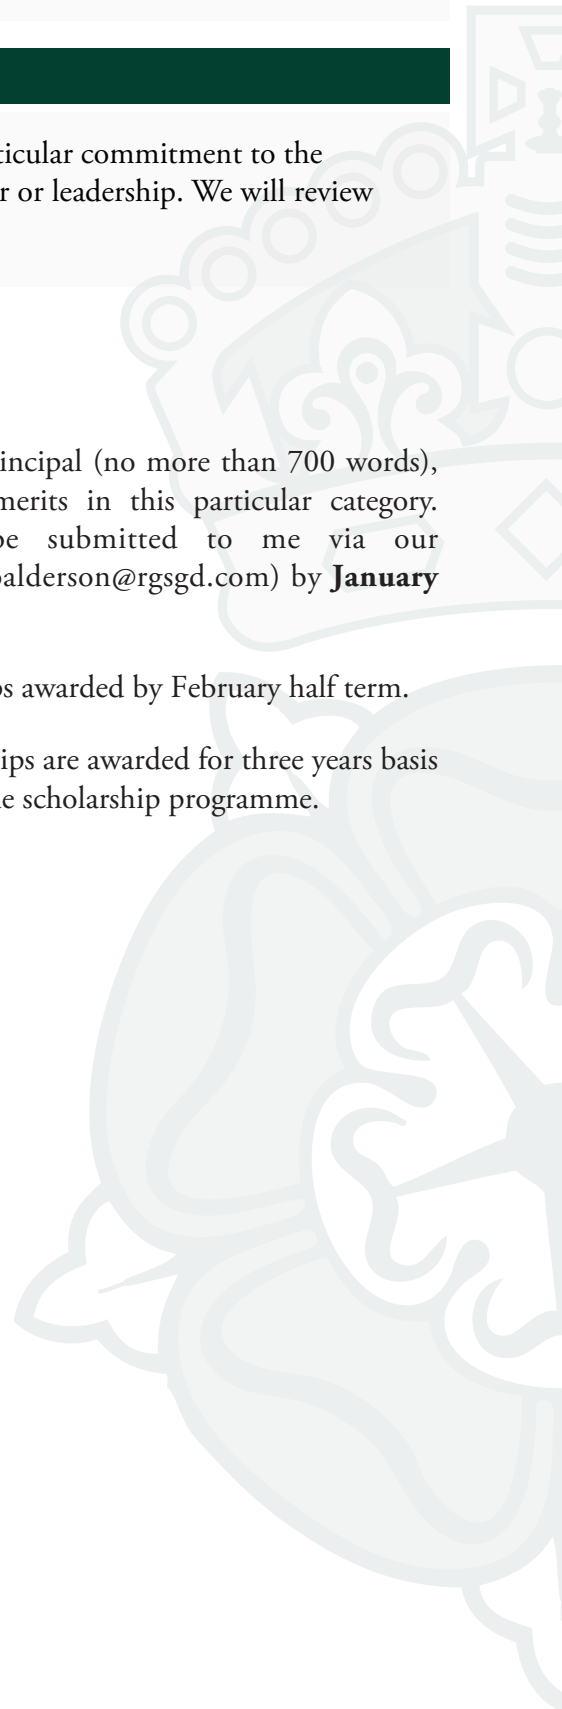 ticular commitment to the
r or leadership. We will review
incipal (no more than 700 words),
merits in this particular category.
be submitted to me via our
alderson@rgsgd.com) by January
s awarded by February half term.
ips are awarded for three years basis
e scholarship programme.